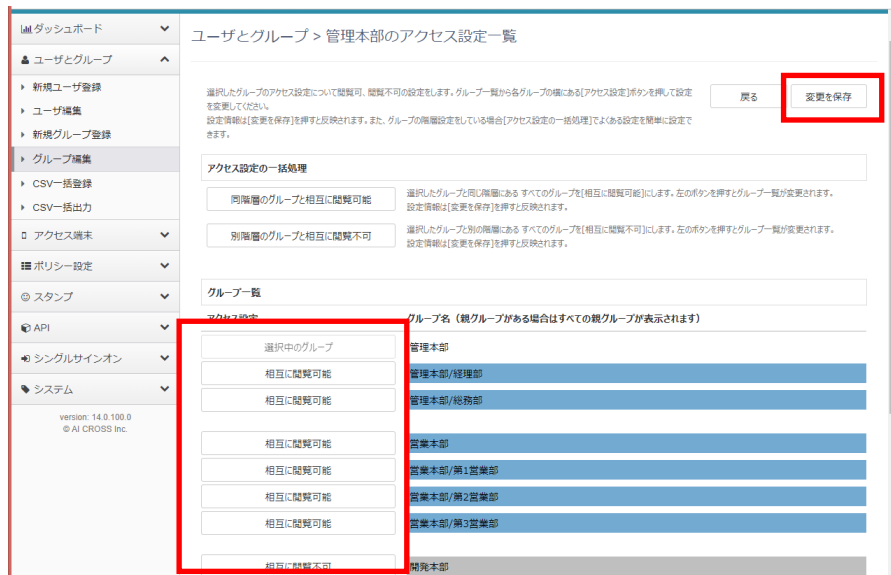 ダッシュボード
ユーザとグループ
新規ユーザ登録
ユーザ編集
新規グループ登録
グループ編集
CSV一括登録
CSV一括出力
アクセス端末
ポリシー設定
スタンプ
API
シングルサインオン
システム
version: 14.0.100.0
© AI CROSS Inc.
ユーザとグループ > 管理本部のアクセス設定一覧
選択したグループのアクセス設定について閲覧可、閲覧不可の設定をします。グループ一覧から各グループの横にある[アクセス設定]ボタンを押して設定
を変更してください。
設定情報は[変更を保存]を押すと反映されます。また、グループの階層設定をしている場合[アクセス設定の一括処理]でよくある設定を簡単に設定で
きます。
戻る
変更を保存
アクセス設定の一括処理
同階層のグループと相互に閲覧可能
選択したグループと同じ階層にある すべてのグループを[相互に閲覧可能]にします。左のボタンを押すとグループ一覧が変更されます。
設定情報は[変更を保存]を押すと反映されます。
別階層のグループと相互に閲覧不可
選択したグループと別の階層にある すべてのグループを[相互に閲覧不可]にします。左のボタンを押すとグループ一覧が変更されます。
設定情報は[変更を保存]を押すと反映されます。
グループ一覧
アクセス設定 グループ名（親グループがある場合はすべての親グループが表示されます）
選択中のグループ 管理本部
相互に閲覧可能 管理本部/経理部
相互に閲覧可能 管理本部/総務部
相互に閲覧可能 営業本部
相互に閲覧可能 営業本部/第1営業部
相互に閲覧可能 営業本部/第2営業部
相互に閲覧可能 営業本部/第3営業部
相互に閲覧不可 開発本部